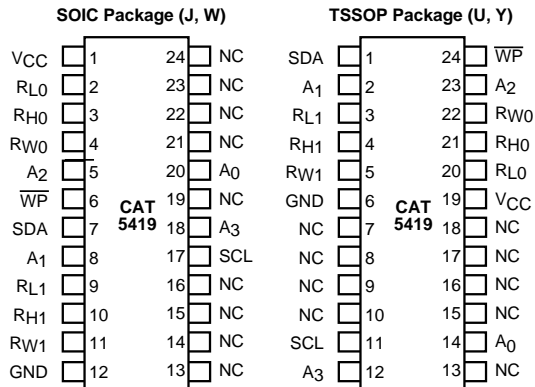 SOIC Package (J, W)
VCC 1 24 NC
RL0 2 23 NC
RH0 3 22 NC
RW0 4 21 NC
A2 5 20 A0
WP 6 19 NC
SDA 7 18 A3
A1 8 17 SCL
RL1 9 16 NC
RH1 10 15 NC
RW1 11 14 NC
GND 12 13 NC
CAT
5419
TSSOP Package (U, Y)
SDA 1 24 WP
A1 2 23 A2
RL1 3 22 RW0
RH1 4 21 RH0
RW1 5 20 RL0
GND 6 19 VCC
NC 7 18 NC
NC 8 17 NC
NC 9 16 NC
NC 10 15 NC
SCL 11 14 A0
A3 12 13 NC
CAT
5419